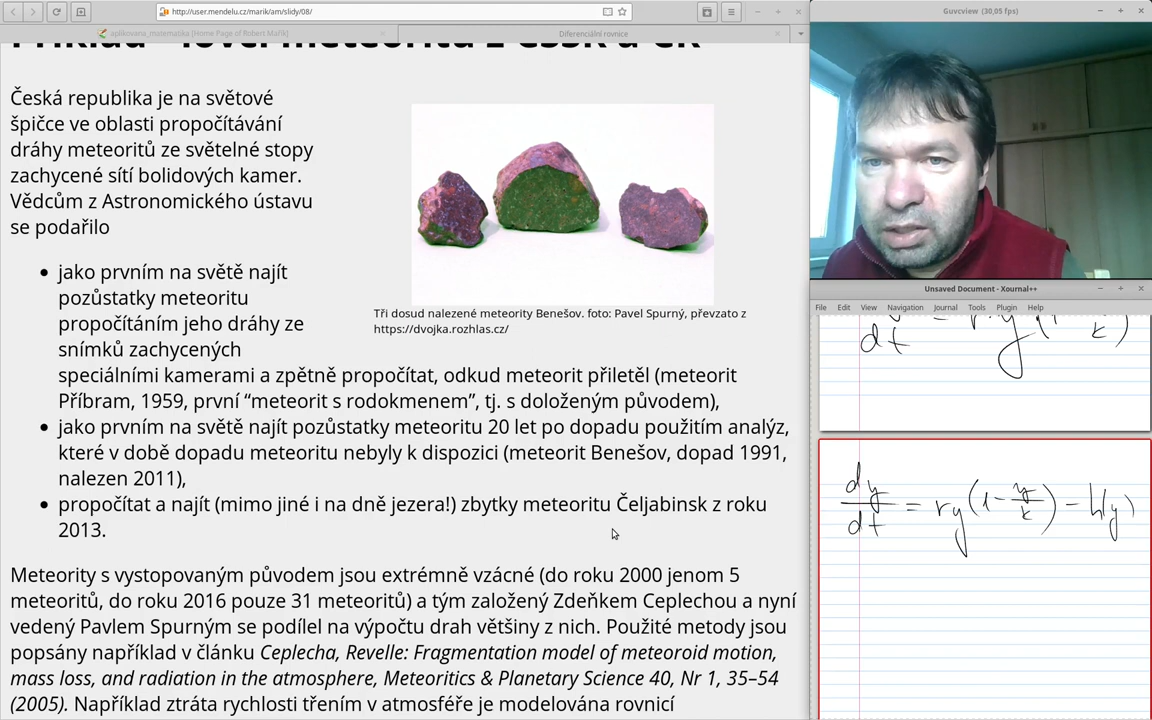 http://user.mendelu.cz/marik/am/slidy/08/
aplikovana_matematika [Home Page of Robert Mařík]
Diferenciální rovnice
Příklad - lovci meteoritů z ČSSR a ČR
Česká republika je na světové
špičce ve oblasti propočítávání
dráhy meteoritů ze světelné stopy
zachycené sítí bolidových kamer.
Vědcům z Astronomického ústavu
se podařilo
jako prvním na světě najít
pozůstatky meteoritu
propočítáním jeho dráhy ze
snímků zachycených
speciálními kamerami a zpětně propočítat, odkud meteorit přiletěl (meteorit
Příbram, 1959, první “meteorit s rodokmenem”, tj. s doloženým původem),
jako prvním na světě najít pozůstatky meteoritu 20 let po dopadu použitím analýz,
které v době dopadu meteoritu nebyly k dispozici (meteorit Benešov, dopad 1991,
nalezen 2011),
propočítat a najít (mimo jiné i na dně jezera!) zbytky meteoritu Čeljabinsk z roku
2013.
Tři dosud nalezené meteority Benešov. foto: Pavel Spurný, převzato z
https://dvojka.rozhlas.cz/
Meteority s vystopovaným původem jsou extrémně vzácné (do roku 2000 jenom 5
meteoritů, do roku 2016 pouze 31 meteoritů) a tým založený Zdeňkem Ceplechou a nyní
vedený Pavlem Spurným se podílel na výpočtu drah většiny z nich. Použité metody jsou
popsány například v článku Ceplecha, Revelle: Fragmentation model of meteoroid motion,
mass loss, and radiation in the atmosphere, Meteoritics & Planetary Science 40, Nr 1, 35–54
(2005). Například ztráta rychlosti třením v atmosféře je modelována rovnicí
Guvcview (30,05 fps)
Unsaved Document - Xournal++
File Edit View Navigation Journal Tools Plugin Help
dy/dt = ry(1 - y/k) - h(y)